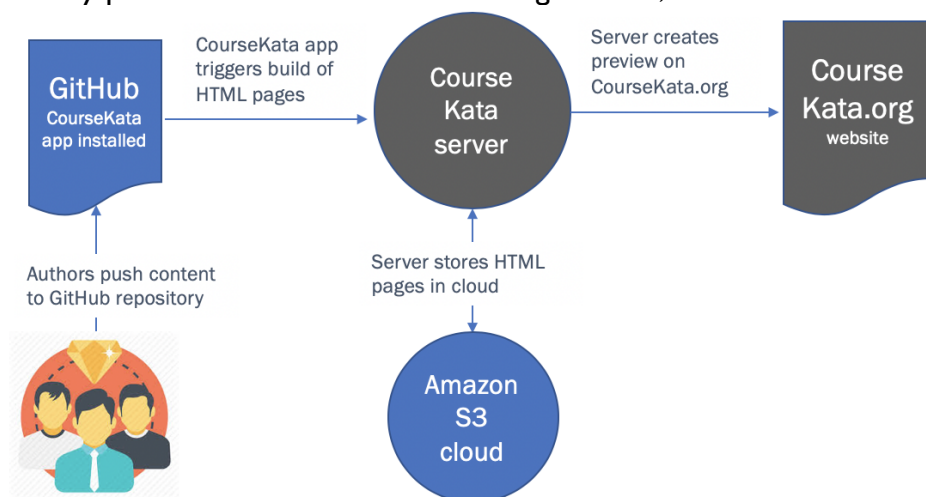 GitHub
CourseKata
app installed
CourseKata app
triggers build of
HTML pages
Course
Kata
server
Server creates
preview on
CourseKata.org
Course
Kata.org
website
Authors push content
to GitHub repository
Server stores HTML
pages in cloud
Amazon
S3
cloud